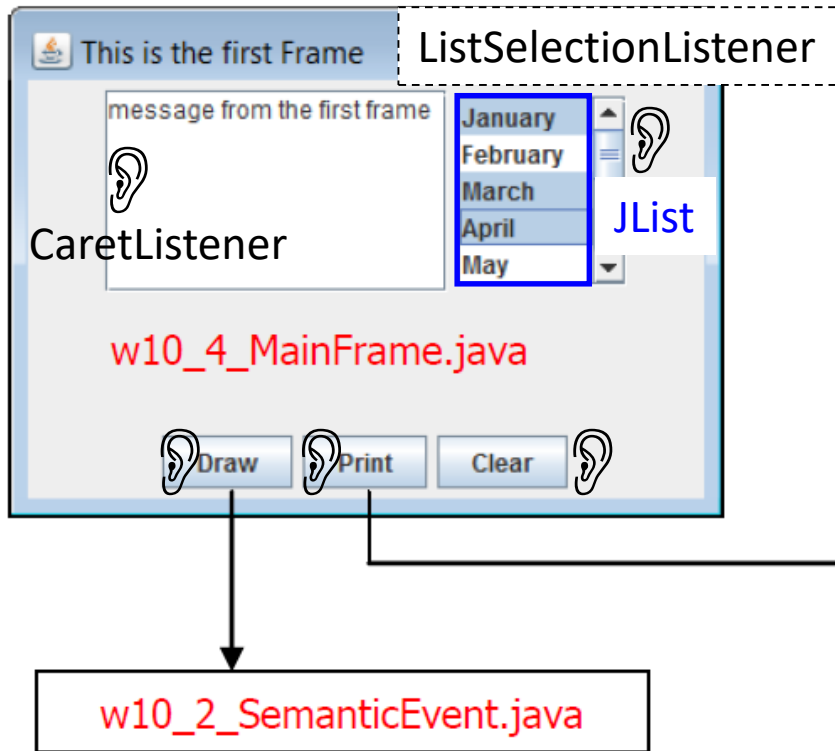 This is the first Frame
ListSelectionListener
message from the first frame
January
February
March
April
May
JList
CaretListener
w10_4_MainFrame.java
Draw
Print
Clear
w10_2_SemanticEvent.java